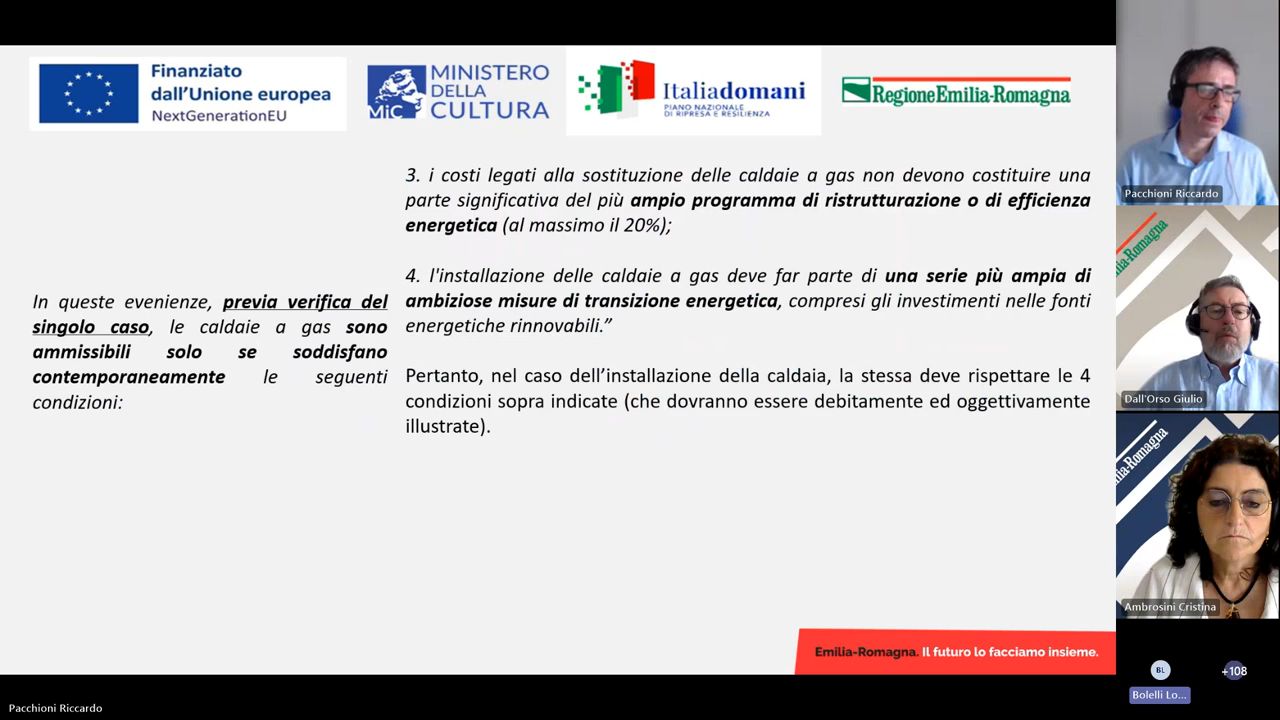 Finanziato
dall'Unione europea
NextGenerationEU
MiC
MINISTERO
DELLA
CULTURA
Italiadomani
PIANO NAZIONALE
DI RIPRESA E RESILIENZA
RegioneEmilia-Romagna
In queste evenienze, previa verifica del
singolo caso, le caldaie a gas sono
ammissibili solo se soddisfano
contemporaneamente le seguenti
condizioni:
3. i costi legati alla sostituzione delle caldaie a gas non devono costituire una
parte significativa del più ampio programma di ristrutturazione o di efficienza
energetica (al massimo il 20%);
4. l'installazione delle caldaie a gas deve far parte di una serie più ampia di
ambiziose misure di transizione energetica, compresi gli investimenti nelle fonti
energetiche rinnovabili.”
Pertanto, nel caso dell’installazione della caldaia, la stessa deve rispettare le 4
condizioni sopra indicate (che dovranno essere debitamente ed oggettivamente
illustrate).
Emilia-Romagna. Il futuro lo facciamo insieme.
Pacchioni Riccardo
ilia-Romagna
Dall'Orso Giulio
ilia-Romagna
Ambrosini Cristina
BL
+108
Bolelli Lo...
Pacchioni Riccardo